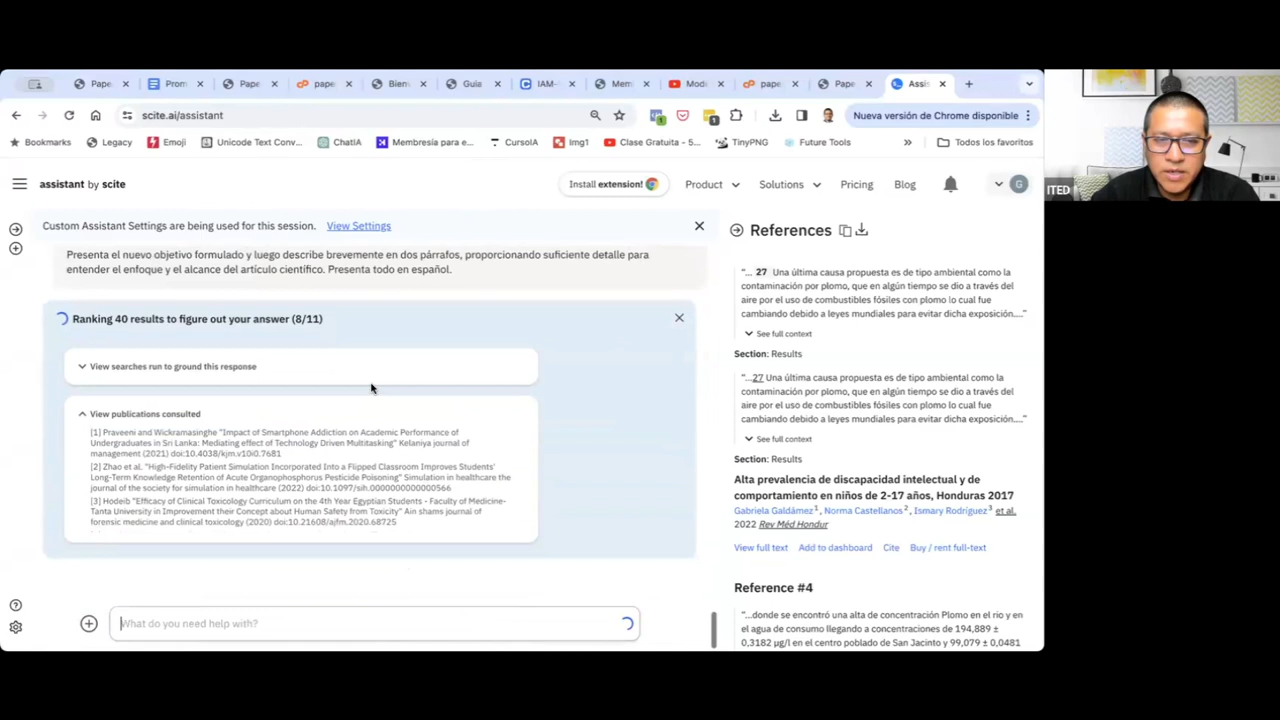 Pape
Prom
Pape
pape
Bien
Guia
IAM-
Mem
Mod
pape
Pape
Assis
scite.ai/assistant
Nueva versión de Chrome disponible
Bookmarks
Legacy
Emoji
Unicode Text Conv...
ChatIA
Membresía para e...
CursoIA
Img1
Clase Gratuita - 5...
TinyPNG
Future Tools
»
Todos los favoritos
assistant by scite
Install extension!
Product
Solutions
Pricing
Blog
G
ITED
Custom Assistant Settings are being used for this session. View Settings
Presenta el nuevo objetivo formulado y luego describe brevemente en dos párrafos, proporcionando suficiente detalle para
entender el enfoque y el alcance del artículo científico. Presenta todo en español.
Ranking 40 results to figure out your answer (8/11)
View searches run to ground this response
View publications consulted
[1] Praveeni and Wickramasinghe "Impact of Smartphone Addiction on Academic Performance of
Undergraduates in Sri Lanka: Mediating effect of Technology Driven Multitasking" Kelaniya journal of
management (2021) doi:10.4038/kjm.v10i0.7681
[2] Zhao et al. "High-Fidelity Patient Simulation Incorporated Into a Flipped Classroom Improves Students'
Long-Term Knowledge Retention of Acute Organophosphorus Pesticide Poisoning" Simulation in healthcare the
journal of the society for simulation in healthcare (2022) doi:10.1097/sih.0000000000000566
[3] Hodeib "Efficacy of Clinical Toxicology Curriculum on the 4th Year Egyptian Students - Faculty of Medicine-
Tanta University in Improvement their Concept about Human Safety from Toxicity" Ain shams journal of
forensic medicine and clinical toxicology (2020) doi:10.21608/ajfm.2020.68725
What do you need help with?
References
"... 27 Una última causa propuesta es de tipo ambiental como la
contaminación por plomo, que en algún tiempo se dio a través del
aire por el uso de combustibles fósiles con plomo lo cual fue
cambiando debido a leyes mundiales para evitar dicha exposición...."
See full context
Section: Results
"...27 Una última causa propuesta es de tipo ambiental como la
contaminación por plomo, que en algún tiempo se dio a través del
aire por el uso de combustibles fósiles con plomo lo cual fue
cambiando debido a leyes mundiales para evitar dicha exposición...."
See full context
Section: Results
Alta prevalencia de discapacidad intelectual y de
comportamiento en niños de 2-17 años, Honduras 2017
Gabriela Galdámez1, Norma Castellanos2, Ismary Rodríguez3 et al.
2022 Rev Méd Hondur
View full text Add to dashboard Cite Buy / rent full-text
Reference #4
"...donde se encontró una alta de concentración Plomo en el río y en
el agua de consumo llegando a concentraciones de 194,889 ±
0,3182 µg/l en el centro poblado de San Jacinto y 99,079 ± 0,0481